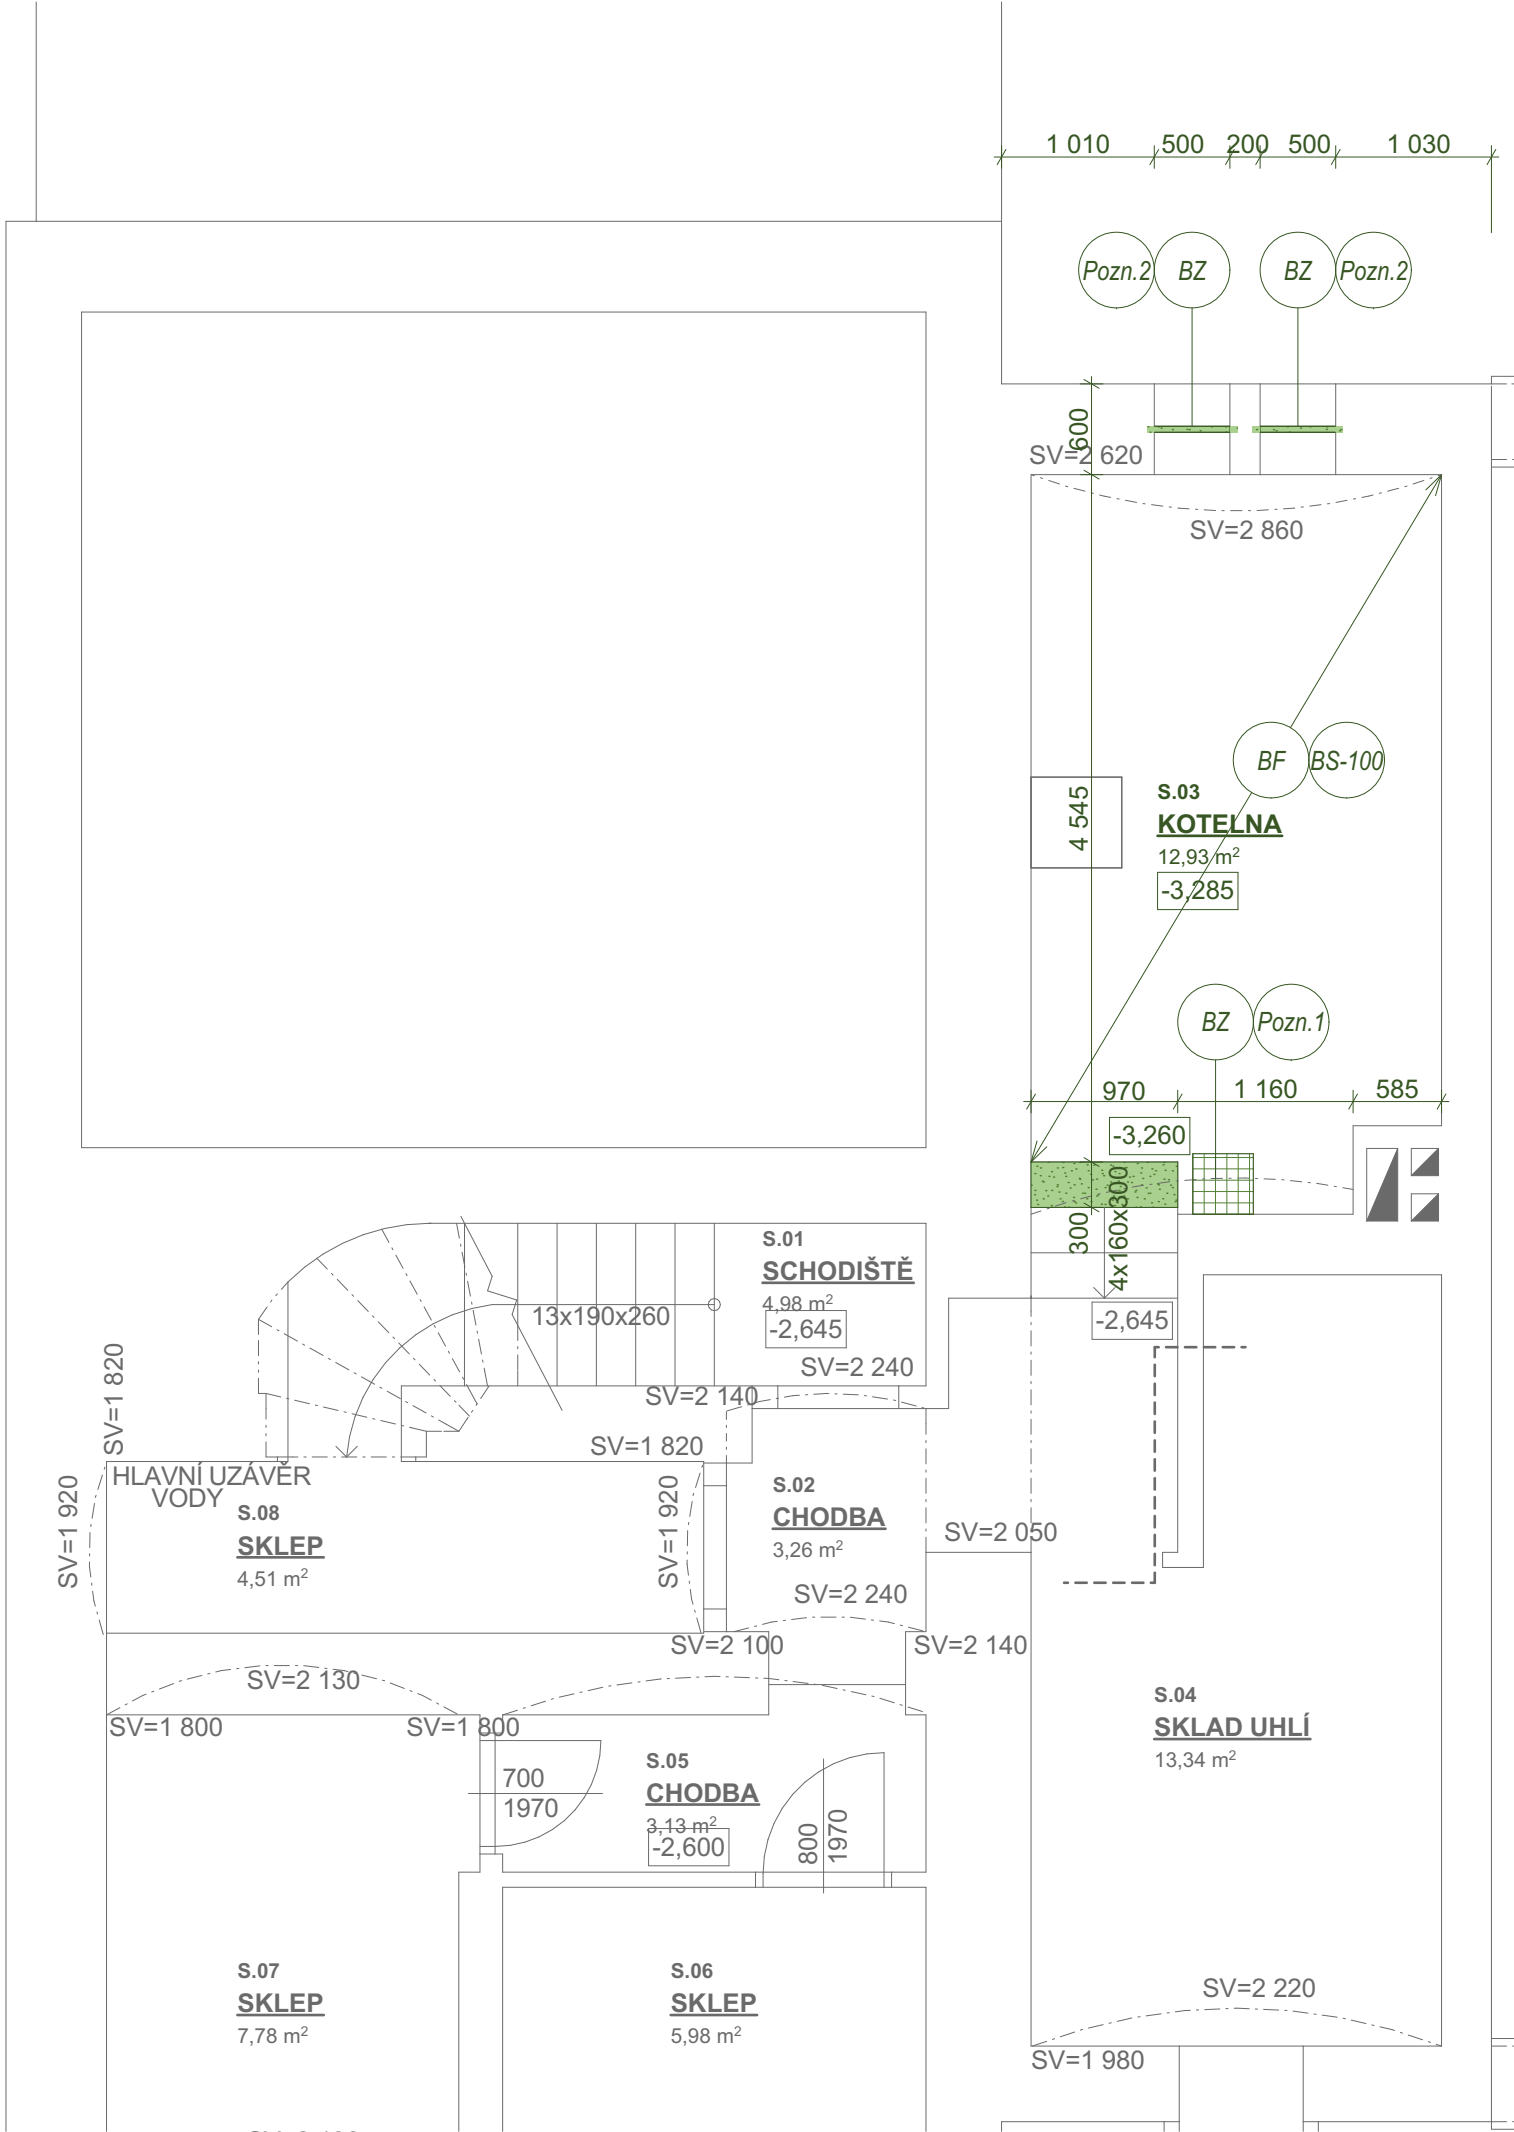 1 010 500 200 500 1 030
Pozn.2 BZ BZ Pozn.2
600
SV=2 620
SV=2 860
BF BS-100
4 545
S.03
KOTELNA
12,93 m²
-3,285
BZ Pozn.1
970 1 160 585
-3,260
300
4x160x300
-2,645
S.01
SCHODIŠTĚ
4,98 m²
-2,645
13x190x260
SV=2 240
SV=2 140
SV=1 820
SV=1 820
HLAVNÍ UZÁVĚR
VODY
SV=1 920
S.08
SKLEP
4,51 m²
SV=1 920
S.02
CHODBA
3,26 m²
SV=2 050
SV=2 240
SV=2 100
SV=2 140
SV=2 130
SV=1 800
SV=1 800
S.04
SKLAD UHLÍ
13,34 m²
700
1970
S.05
CHODBA
3,13 m²
-2,600
800
1970
S.07
SKLEP
7,78 m²
S.06
SKLEP
5,98 m²
SV=2 220
SV=1 980